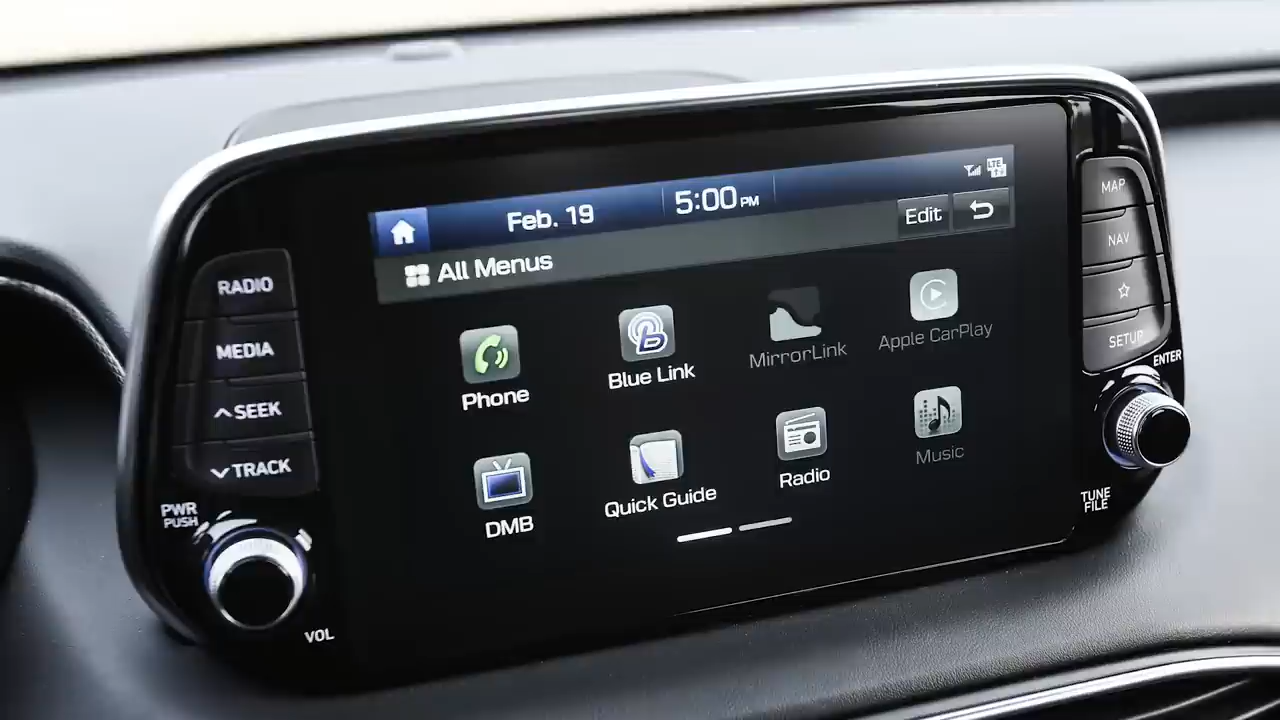 RADIO
MEDIA
SEEK
TRACK
PWR
PUSH
VOL
Feb. 19
5:00 PM
LTE
All Menus
Edit
Phone
Blue Link
MirrorLink
Apple CarPlay
DMB
Quick Guide
Radio
Music
MAP
NAV
SETUP
ENTER
TUNE
FILE